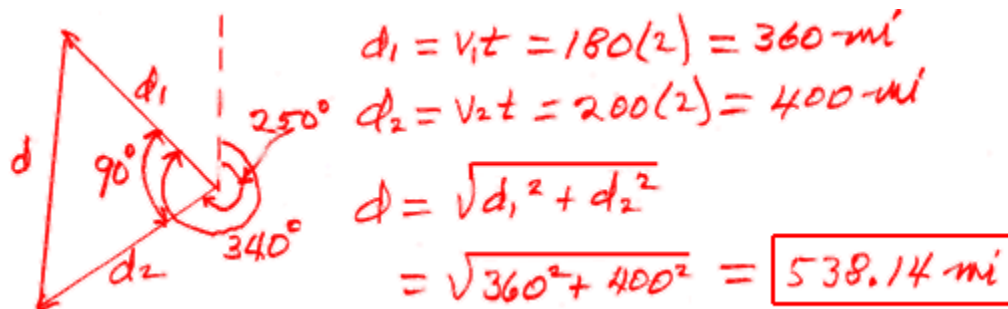 d₁ = v₁t = 180(2) = 360 mi
d₁
250°
d₂ = v₂t = 200(2) = 400 mi
d
90°
d = √d₁² + d₂²
340°
d₂
= √360² + 400² = 538.14 mi